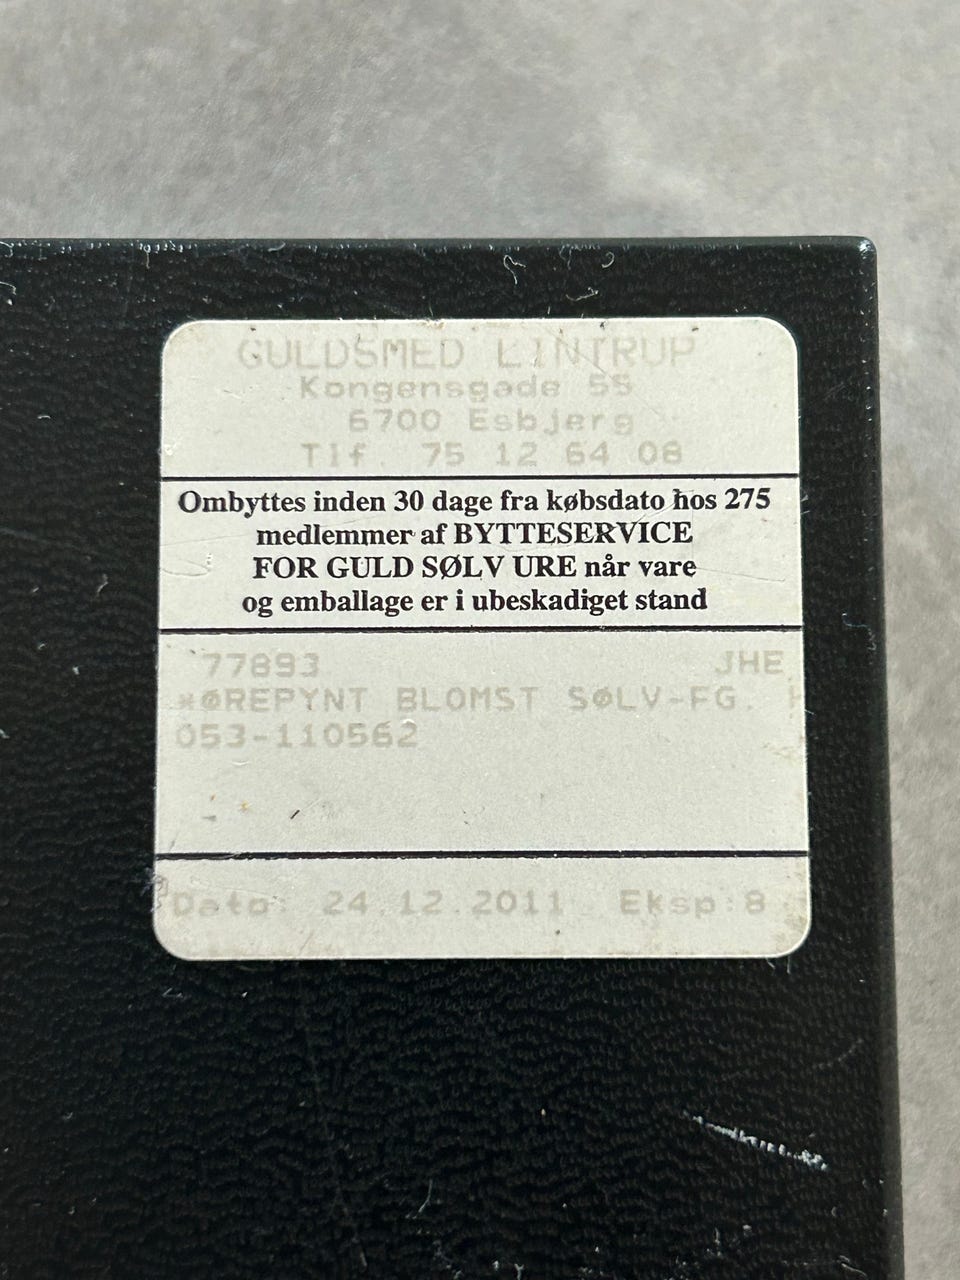 GULDSMED LINTRUP
Kongensgade 55
6700 Esbjerg
Tlf. 75 12 64 08
Ombyttes inden 30 dage fra købsdato hos 275
medlemmer af BYTTESERVICE
FOR GULD SØLV URE når vare
og emballage er i ubeskadiget stand
77893 JHE
*ØREPYNT BLOMST SØLV-FG.
053-110562
Dato: 24.12.2011 Eksp:8